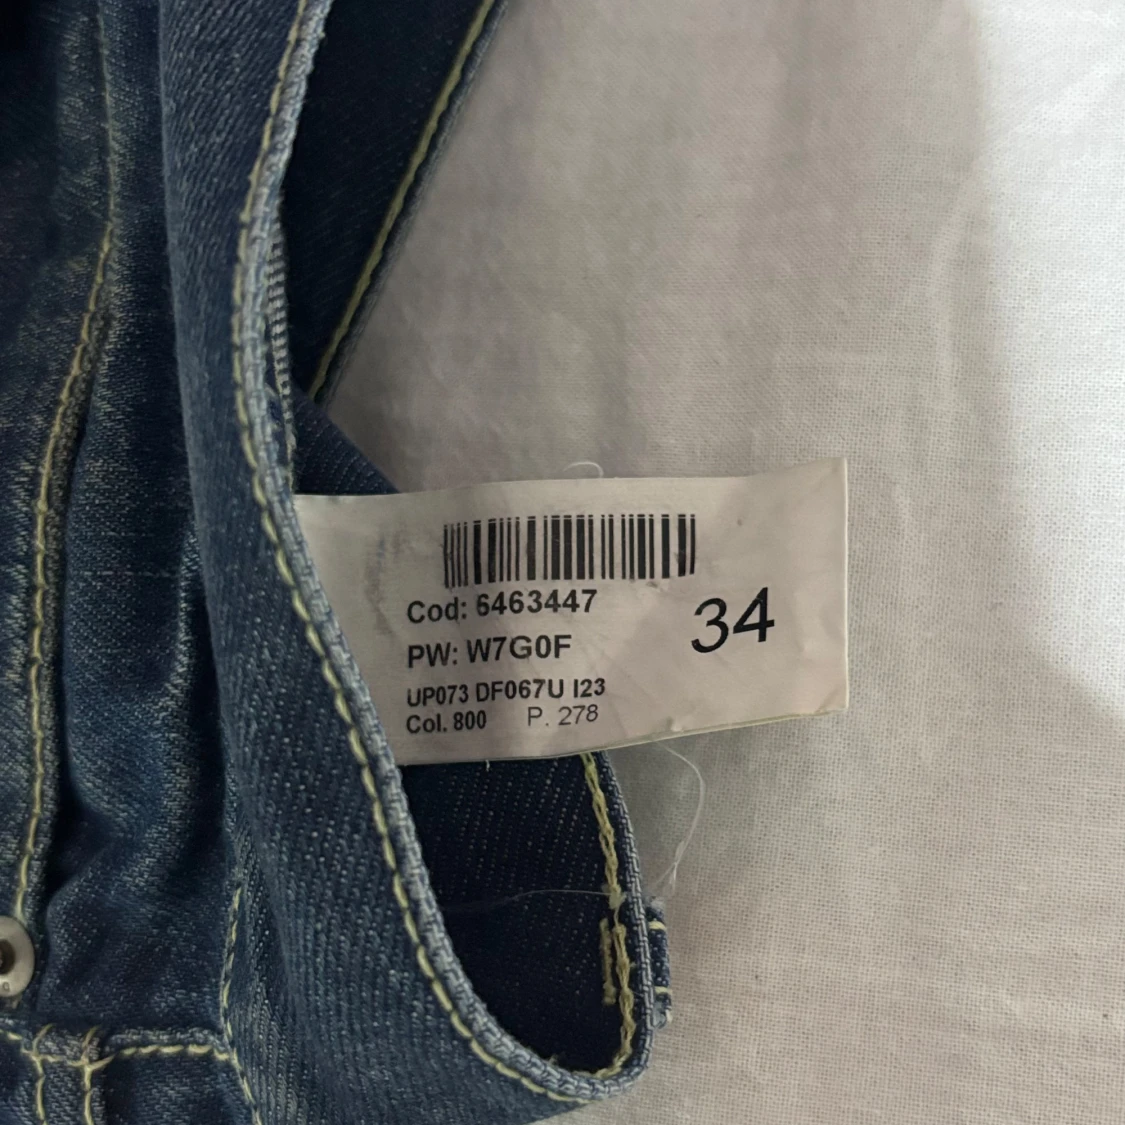 Cod: 6463447
PW: W7G0F
34
UP073 DF067U I23
Col. 800 P. 278